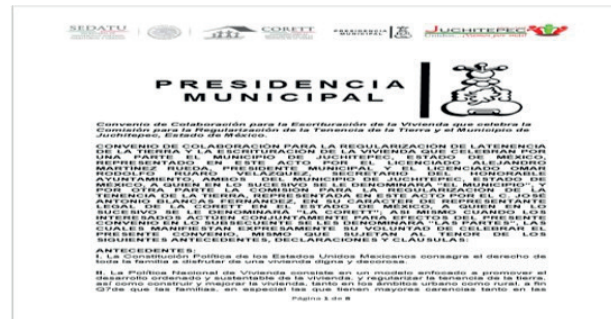 SEDATU
CORETT
PRESIDENCIA
MUNICIPAL
JUCHITEPEC
PRESIDENCIA
MUNICIPAL
Convenio de Colaboración para la Escrituración de la Vivienda que celebra la
Comisión para la Regularización de la Tenencia de la Tierra y el Municipio de
Juchitepec, Estado de México.
CONVENIO DE COLABORACIÓN PARA LA REGULARIZACIÓN DE LATENENCIA
DE LA TIERRA Y LA ESCRITURACIÓN DE LA VIVIENDA QUE CELEBRAN POR
UNA PARTE EL MUNICIPIO DE JUCHITEPEC, ESTADO DE MÉXICO,
REPRESENTADO EN ESTE ACTO POR EL LICENCIADO ALEJANDRO
MARTÍNEZ RUEDA, PRESIDENTE MUNICIPAL Y EL LICENCIADO OMAR
RODOLFO RUARO VELÁZQUEZ, SECRETARIO DEL HONORABLE
AYUNTAMIENTO, AMBOS DEL MUNICIPIO DE JUCHITEPEC, ESTADO DE
MÉXICO, A QUIEN EN LO SUCESIVO SE LE DENOMINARÁ "EL MUNICIPIO" Y
POR OTRA PARTE LA COMISIÓN PARA LA REGULARIZACIÓN DE LA
TENENCIA DE LA TIERRA, REPRESENTADA EN ESTE ACTO POR EL C. JOSÉ
ANTONIO BLANCAS FERNÁNDEZ, EN SU CARÁCTER DE REPRESENTANTE
LEGAL DE LA CORETT EN EL ESTADO DE MÉXICO, A QUIEN EN LO
SUCESIVO SE LE DENOMINARÁ "LA CORETT"; ASÍ MISMO CUANDO LOS
INTERESADOS ACTÚEN CONJUNTAMENTE PARA EFECTOS DEL PRESENTE
CONVENIO EN LO SUBSECUENTE SE LES DENOMINARÁ "LAS PARTES", LAS
CUALES MANIFIESTAN EXPRESAMENTE SU VOLUNTAD DE CELEBRAR EL
PRESENTE CONVENIO, MISMO QUE SUJETAN AL TENOR DE LOS
SIGUIENTES ANTECEDENTES, DECLARACIONES Y CLÁUSULAS:
ANTECEDENTES:
I. La Constitución Política de los Estados Unidos Mexicanos consagra el derecho de
toda la familia a disfrutar de una vivienda digna y decorosa.
II. La Política Nacional de Vivienda consiste en un modelo enfocado a promover el
desarrollo ordenado y sustentable de la vivienda, y regularizar la tenencia de la tierra,
así como construir y mejorar la vivienda, tanto en los ámbitos urbano como rural, a fin
Q7de que las familias, en especial las que tienen mayores carencias tanto en las
Página 1 de 8